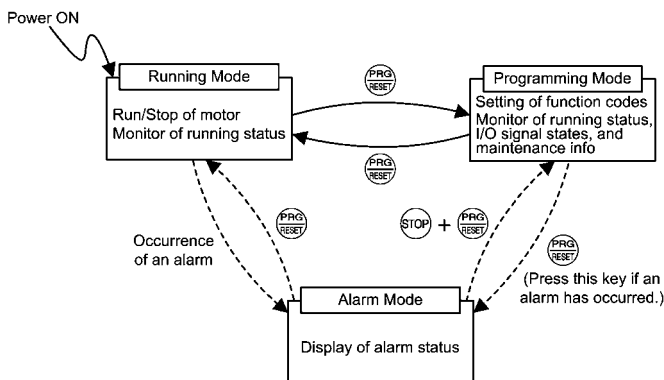 Power ON
Running Mode
Run/Stop of motor
Monitor of running status
PRG
RESET
PRG
RESET
Programming Mode
Setting of function codes
Monitor of running status,
I/O signal states, and
maintenance info
Occurrence
of an alarm
PRG
RESET
STOP + PRG
RESET
PRG
RESET
(Press this key if an
alarm has occurred.)
Alarm Mode
Display of alarm status